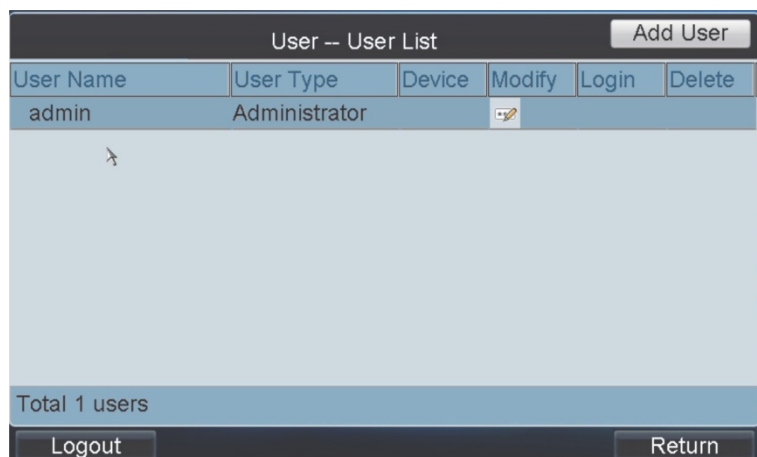 User -- User List
Add User
User Name User Type Device Modify Login Delete
admin Administrator
Total 1 users
Logout Return